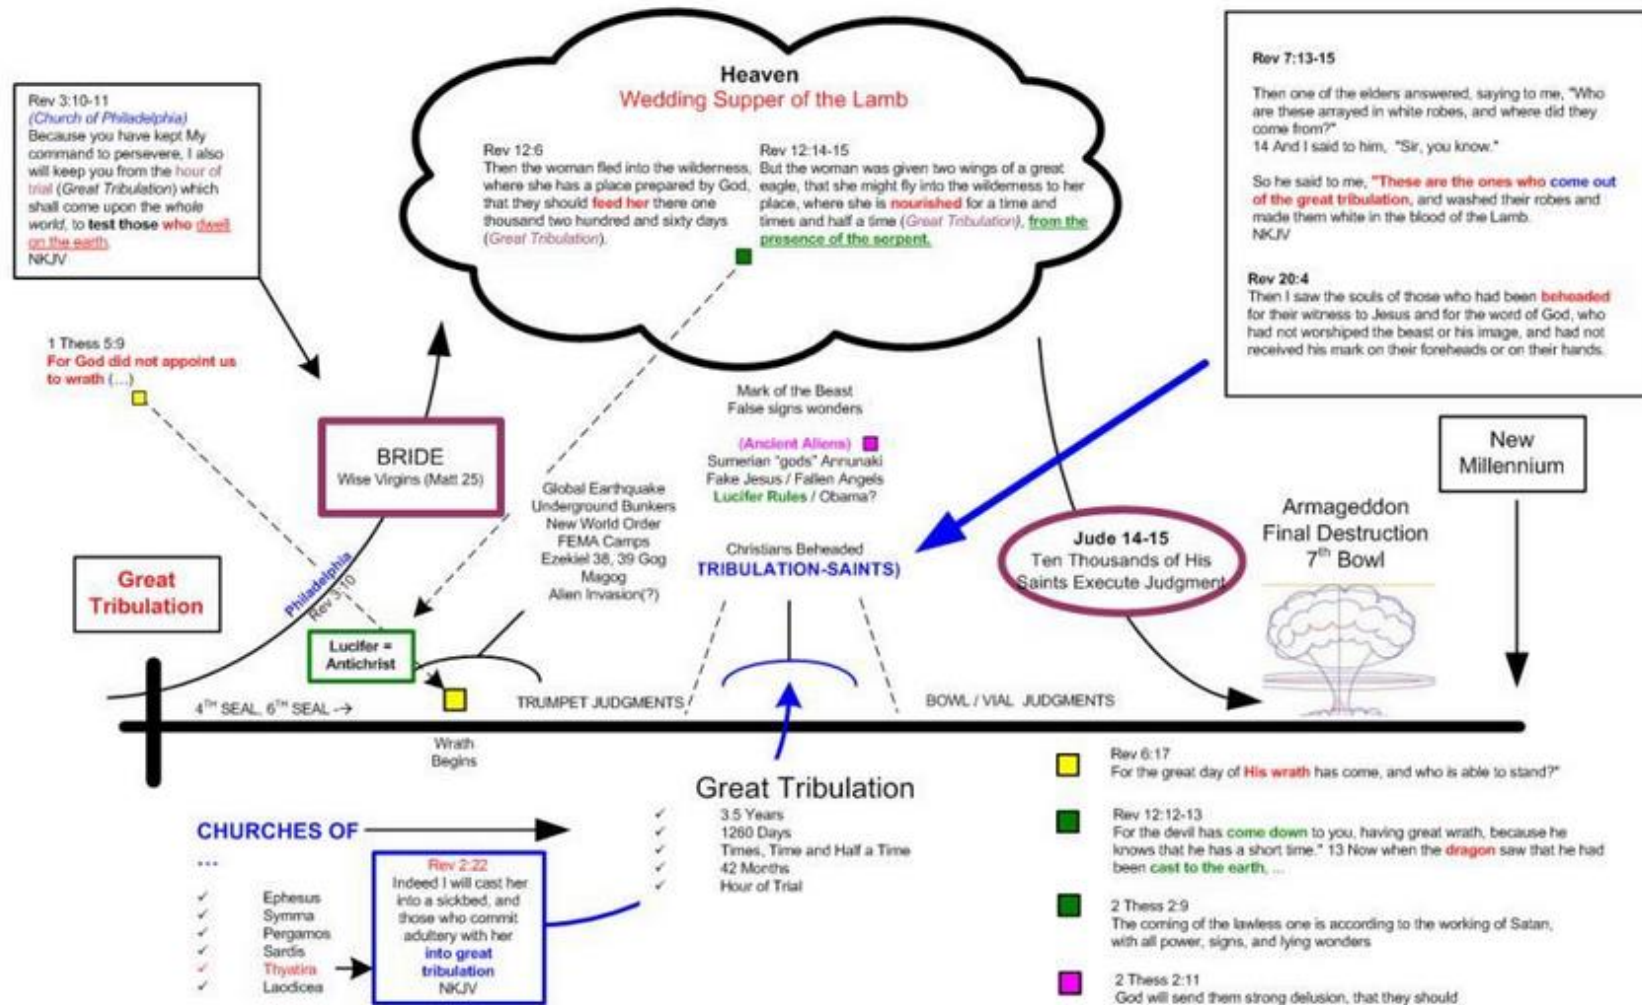 Heaven
Wedding Supper of the Lamb
Rev 12:6
Then the woman fled into the wilderness,
where she has a place prepared by God,
that they should feed her there one
thousand two hundred and sixty days
(Great Tribulation).
Rev 12:14-15
But the woman was given two wings of a great
eagle, that she might fly into the wilderness to her
place, where she is nourished for a time and
times and half a time (Great Tribulation), from the
presence of the serpent.
Rev 3:10-11
(Church of Philadelphia)
Because you have kept My
command to persevere, I also
will keep you from the hour of
trial (Great Tribulation) which
shall come upon the whole
world, to test those who dwell
on the earth.
NKJV
Rev 7:13-15
Then one of the elders answered, saying to me, "Who
are these arrayed in white robes, and where did they
come from?"
14 And I said to him, "Sir, you know."
So he said to me, "These are the ones who come out
of the great tribulation, and washed their robes and
made them white in the blood of the Lamb.
NKJV
Rev 20:4
Then I saw the souls of those who had been beheaded
for their witness to Jesus and for the word of God, who
had not worshiped the beast or his image, and had not
received his mark on their foreheads or on their hands.
1 Thess 5:9
For God did not appoint us
to wrath (...)
BRIDE
Wise Virgins (Matt 25)
Philadelphia
Rev 3:10
Great
Tribulation
Lucifer =
Antichrist
Global Earthquake
Underground Bunkers
New World Order
FEMA Camps
Ezekiel 38, 39 Gog
Magog
Alien Invasion(?)
Mark of the Beast
False signs wonders
(Ancient Aliens)
Sumerian "gods" Annunaki
Fake Jesus / Fallen Angels
Lucifer Rules / Obama?
Christians Beheaded
TRIBULATION-SAINTS)
Jude 14-15
Ten Thousands of His
Saints Execute Judgment
Armageddon
Final Destruction
7th Bowl
New
Millennium
4TH SEAL, 6TH SEAL -->
TRUMPET JUDGMENTS
BOWL / VIAL JUDGMENTS
Wrath
Begins
CHURCHES OF
...
✓ Ephesus
✓ Symma
✓ Pergamos
✓ Sardis
✓ Thyatira
✓ Laodicea
Rev 2:22
Indeed I will cast her
into a sickbed, and
those who commit
adultery with her
into great
tribulation
NKJV
Great Tribulation
✓ 3.5 Years
✓ 1260 Days
✓ Times, Time and Half a Time
✓ 42 Months
✓ Hour of Trial
Rev 6:17
For the great day of His wrath has come, and who is able to stand?"
Rev 12:12-13
For the devil has come down to you, having great wrath, because he
knows that he has a short time." 13 Now when the dragon saw that he had
been cast to the earth, ...
2 Thess 2:9
The coming of the lawless one is according to the working of Satan,
with all power, signs, and lying wonders
2 Thess 2:11
God will send them strong delusion, that they should